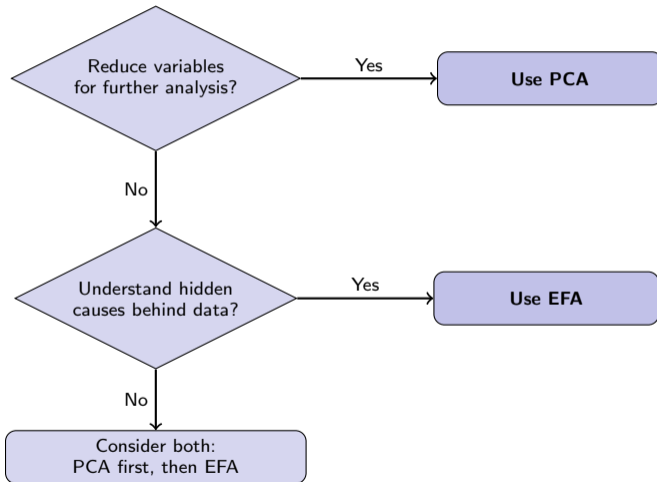 Reduce variables
for further analysis?
Yes
Use PCA
No
Understand hidden
causes behind data?
Yes
Use EFA
No
Consider both:
PCA first, then EFA